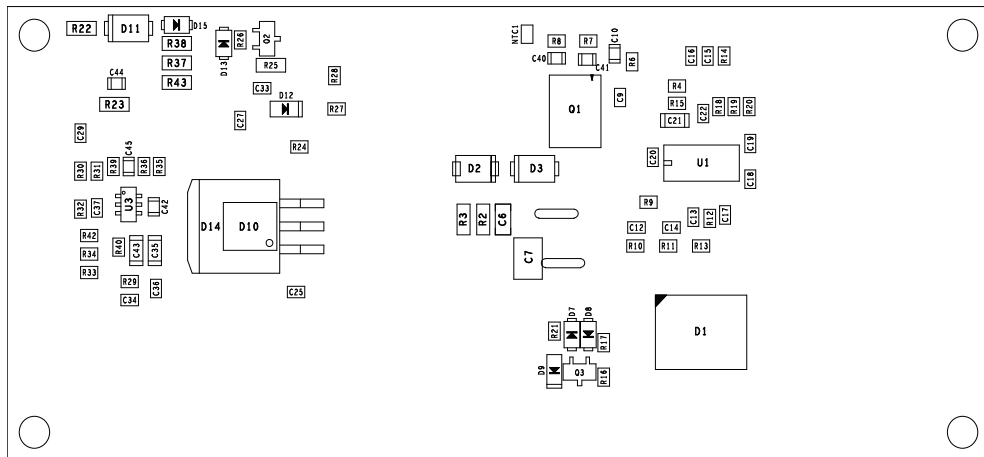 R22
D11
D15
R38
R37
R43
D13
R26
Q2
R25
C44
R23
C33
D12
R28
R27
C27
R24
C29
R30
R31
R39
C45
R36
R35
R32
C37
U3
C42
R42
R34
R33
R40
C43
C35
R29
C34
C36
D14
D10
C25
NTC1
R8
R7
C10
C40
C41
R6
Q1
C9
C16
C15
R14
R4
R15
C21
C22
R18
R19
R20
C20
U1
C19
C18
D2
D3
R3
R2
C6
C7
R9
C12
C14
C13
R12
C17
R10
R11
R13
R21
D7
D8
R17
D9
Q3
R16
D1